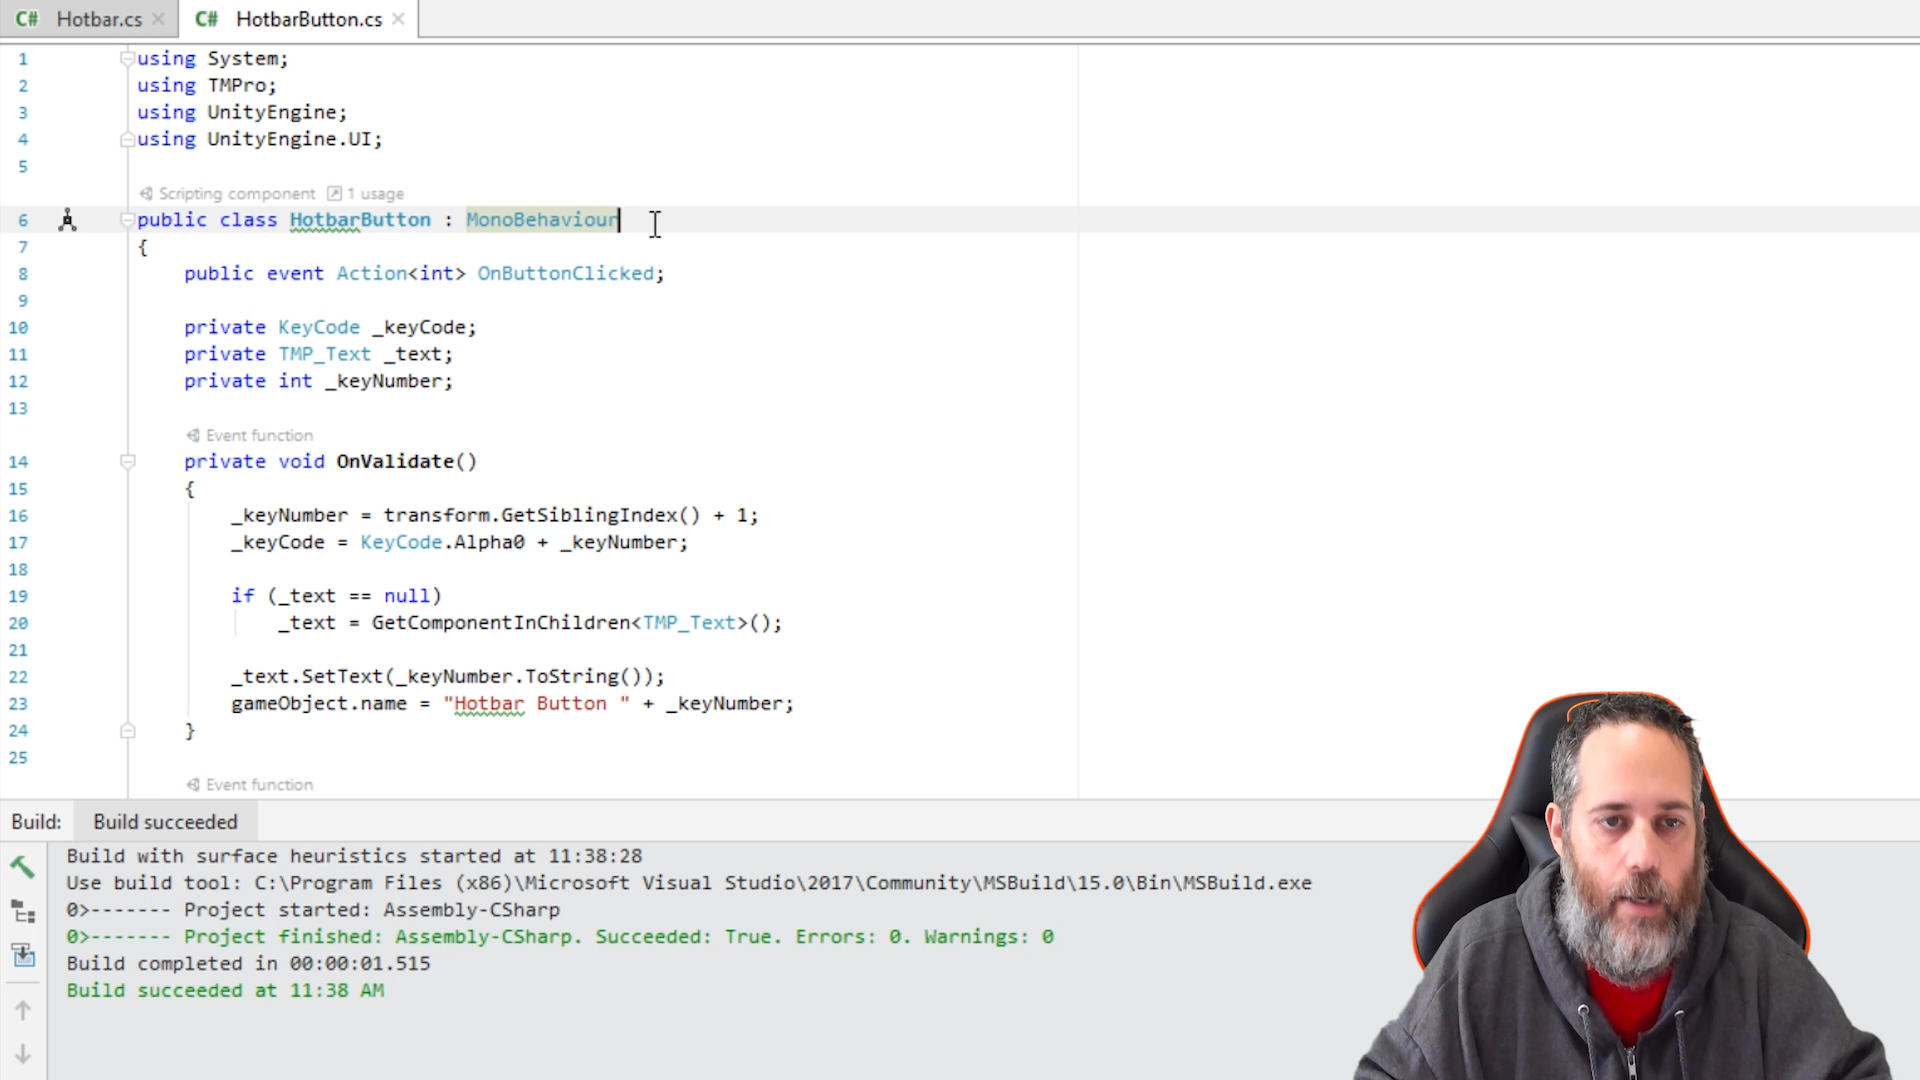 C# Hotbar.cs C# HotbarButton.cs
1 using System;
2 using TMPro;
3 using UnityEngine;
4 using UnityEngine.UI;
5
Scripting component 1 usage
6 public class HotbarButton : MonoBehaviour
7 {
8 public event Action<int> OnButtonClicked;
9
10 private KeyCode _keyCode;
11 private TMP_Text _text;
12 private int _keyNumber;
13
Event function
14 private void OnValidate()
15 {
16 _keyNumber = transform.GetSiblingIndex() + 1;
17 _keyCode = KeyCode.Alpha0 + _keyNumber;
18
19 if (_text == null)
20 _text = GetComponentInChildren<TMP_Text>();
21
22 _text.SetText(_keyNumber.ToString());
23 gameObject.name = "Hotbar Button " + _keyNumber;
24 }
25
Event function
Build: Build succeeded
Build with surface heuristics started at 11:38:28
Use build tool: C:\Program Files (x86)\Microsoft Visual Studio\2017\Community\MSBuild\15.0\Bin\MSBuild.exe
0>------- Project started: Assembly-CSharp
0>------- Project finished: Assembly-CSharp. Succeeded: True. Errors: 0. Warnings: 0
Build completed in 00:00:01.515
Build succeeded at 11:38 AM